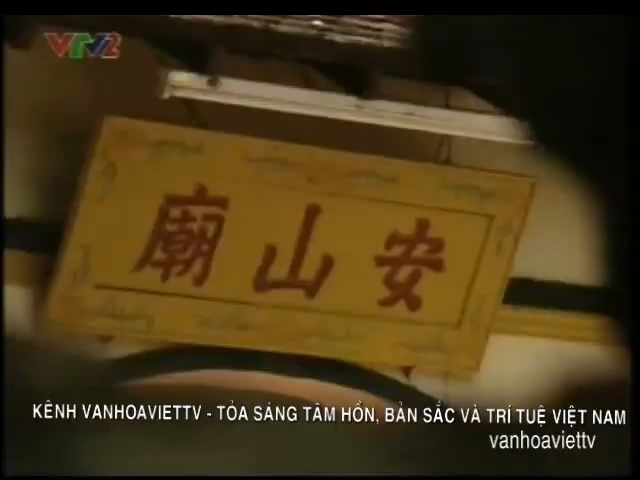 VTV2
廟山安
KÊNH VANHOAVIETTV - TỎA SÁNG TÂM HỒN, BẢN SẮC VÀ TRÍ TUỆ VIỆT NAM
vanhoaviettv